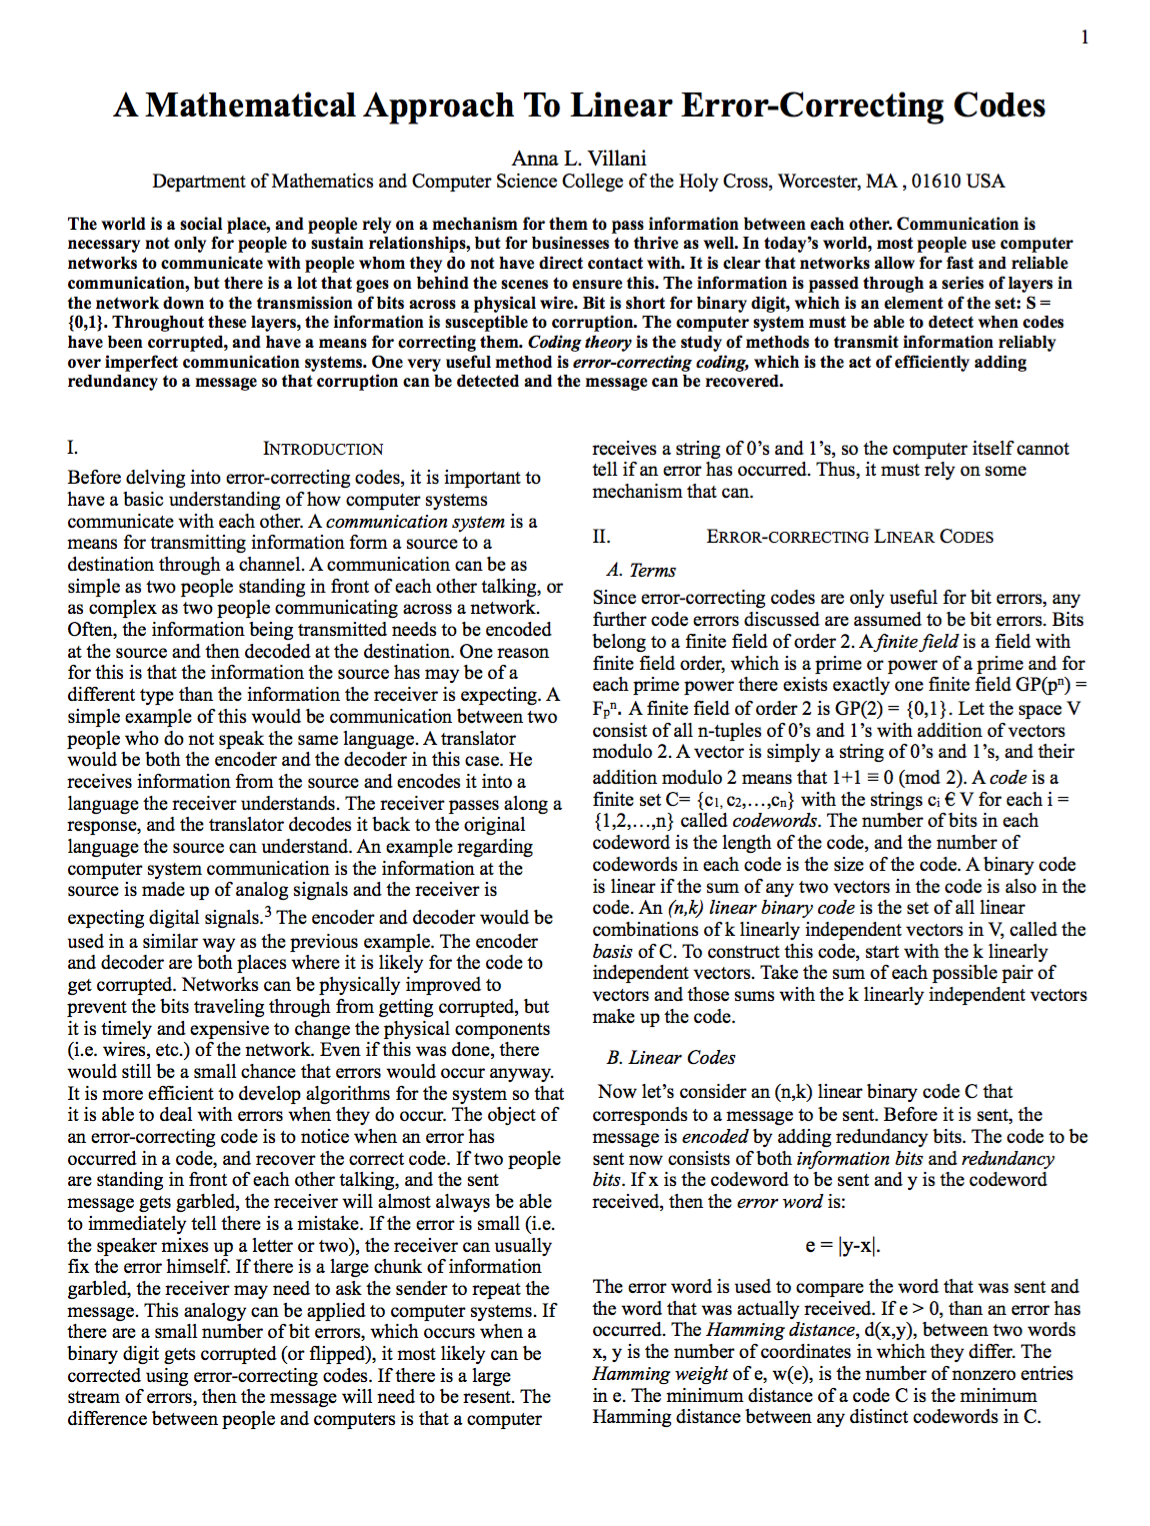 1
A Mathematical Approach To Linear Error-Correcting Codes
Anna L. Villani
Department of Mathematics and Computer Science College of the Holy Cross, Worcester, MA , 01610 USA
The world is a social place, and people rely on a mechanism for them to pass information between each other. Communication is
necessary not only for people to sustain relationships, but for businesses to thrive as well. In today's world, most people use computer
networks to communicate with people whom they do not have direct contact with. It is clear that networks allow for fast and reliable
communication, but there is a lot that goes on behind the scenes to ensure this. The information is passed through a series of layers in
the network down to the transmission of bits across a physical wire. Bit is short for binary digit, which is an element of the set: S =
{0,1}. Throughout these layers, the information is susceptible to corruption. The computer system must be able to detect when codes
have been corrupted, and have a means for correcting them. Coding theory is the study of methods to transmit information reliably
over imperfect communication systems. One very useful method is error-correcting coding, which is the act of efficiently adding
redundancy to a message so that corruption can be detected and the message can be recovered.
I. INTRODUCTION
Before delving into error-correcting codes, it is important to
have a basic understanding of how computer systems
communicate with each other. A communication system is a
means for transmitting information form a source to a
destination through a channel. A communication can be as
simple as two people standing in front of each other talking, or
as complex as two people communicating across a network.
Often, the information being transmitted needs to be encoded
at the source and then decoded at the destination. One reason
for this is that the information the source has may be of a
different type than the information the receiver is expecting. A
simple example of this would be communication between two
people who do not speak the same language. A translator
would be both the encoder and the decoder in this case. He
receives information from the source and encodes it into a
language the receiver understands. The receiver passes along a
response, and the translator decodes it back to the original
language the source can understand. An example regarding
computer system communication is the information at the
source is made up of analog signals and the receiver is
expecting digital signals.³ The encoder and decoder would be
used in a similar way as the previous example. The encoder
and decoder are both places where it is likely for the code to
get corrupted. Networks can be physically improved to
prevent the bits traveling through from getting corrupted, but
it is timely and expensive to change the physical components
(i.e. wires, etc.) of the network. Even if this was done, there
would still be a small chance that errors would occur anyway.
It is more efficient to develop algorithms for the system so that
it is able to deal with errors when they do occur. The object of
an error-correcting code is to notice when an error has
occurred in a code, and recover the correct code. If two people
are standing in front of each other talking, and the sent
message gets garbled, the receiver will almost always be able
to immediately tell there is a mistake. If the error is small (i.e.
the speaker mixes up a letter or two), the receiver can usually
fix the error himself. If there is a large chunk of information
garbled, the receiver may need to ask the sender to repeat the
message. This analogy can be applied to computer systems. If
there are a small number of bit errors, which occurs when a
binary digit gets corrupted (or flipped), it most likely can be
corrected using error-correcting codes. If there is a large
stream of errors, then the message will need to be resent. The
difference between people and computers is that a computer
receives a string of 0's and 1's, so the computer itself cannot
tell if an error has occurred. Thus, it must rely on some
mechanism that can.
II. ERROR-CORRECTING LINEAR CODES
A. Terms
Since error-correcting codes are only useful for bit errors, any
further code errors discussed are assumed to be bit errors. Bits
belong to a finite field of order 2. A finite field is a field with
finite field order, which is a prime or power of a prime and for
each prime power there exists exactly one finite field GP(pⁿ) =
Fₚⁿ. A finite field of order 2 is GP(2) = {0,1}. Let the space V
consist of all n-tuples of 0's and 1's with addition of vectors
modulo 2. A vector is simply a string of 0's and 1's, and their
addition modulo 2 means that 1+1 ≡ 0 (mod 2). A code is a
finite set C= {c₁, c₂,…,cₙ} with the strings cᵢ € V for each i =
{1,2,…,n} called codewords. The number of bits in each
codeword is the length of the code, and the number of
codewords in each code is the size of the code. A binary code
is linear if the sum of any two vectors in the code is also in the
code. An (n,k) linear binary code is the set of all linear
combinations of k linearly independent vectors in V, called the
basis of C. To construct this code, start with the k linearly
independent vectors. Take the sum of each possible pair of
vectors and those sums with the k linearly independent vectors
make up the code.
B. Linear Codes
Now let's consider an (n,k) linear binary code C that
corresponds to a message to be sent. Before it is sent, the
message is encoded by adding redundancy bits. The code to be
sent now consists of both information bits and redundancy
bits. If x is the codeword to be sent and y is the codeword
received, then the error word is:
e = |y-x|.
The error word is used to compare the word that was sent and
the word that was actually received. If e > 0, than an error has
occurred. The Hamming distance, d(x,y), between two words
x, y is the number of coordinates in which they differ. The
Hamming weight of e, w(e), is the number of nonzero entries
in e. The minimum distance of a code C is the minimum
Hamming distance between any distinct codewords in C.